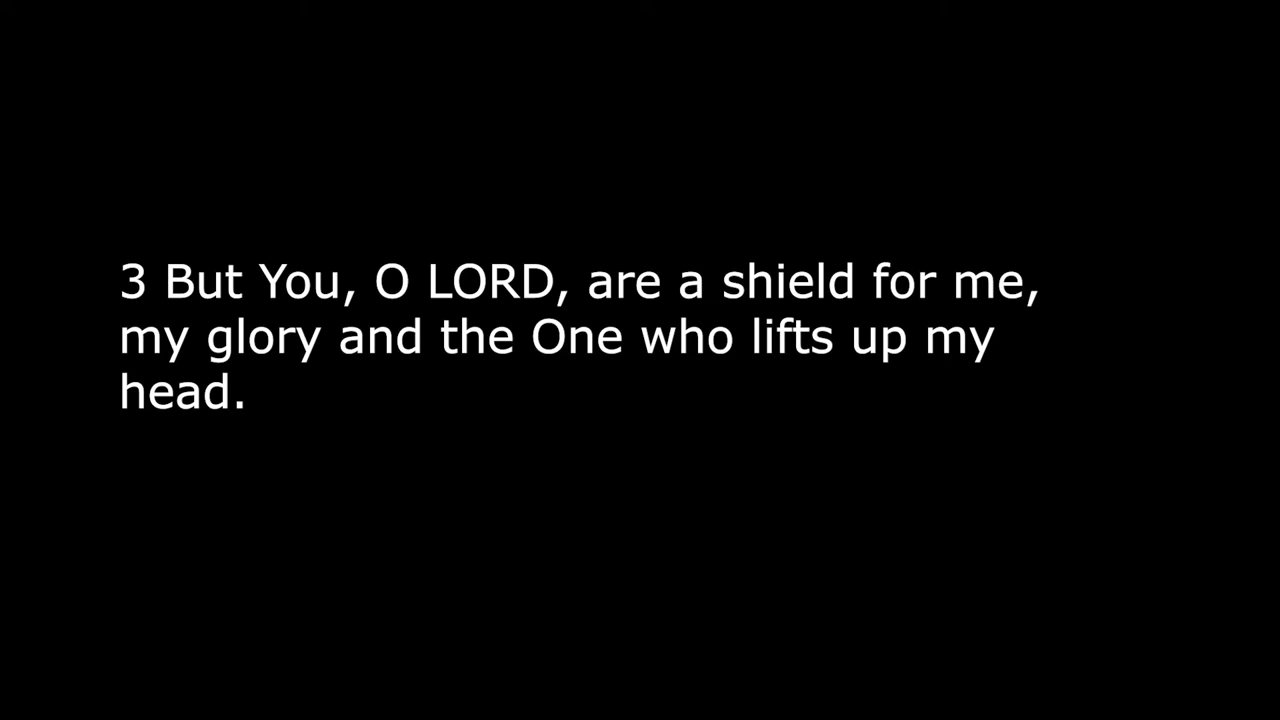 3 But You, O LORD, are a shield for me,
my glory and the One who lifts up my
head.